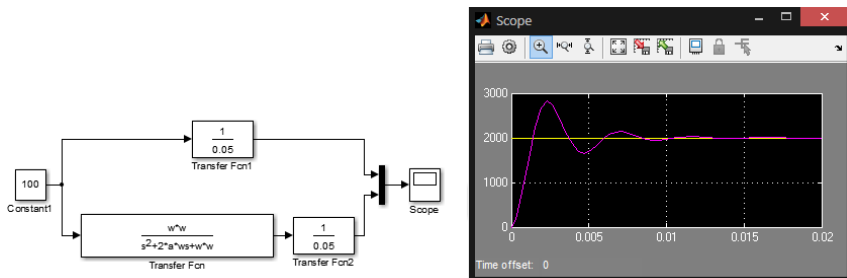 1
0.05
Transfer Fcn1
100
Constant1
w*w
s²+2*a*ws+w*w
Transfer Fcn
1
0.05
Transfer Fcn2
Scope
Scope
3000
2000
1000
0
0 0.005 0.01 0.015 0.02
Time offset: 0